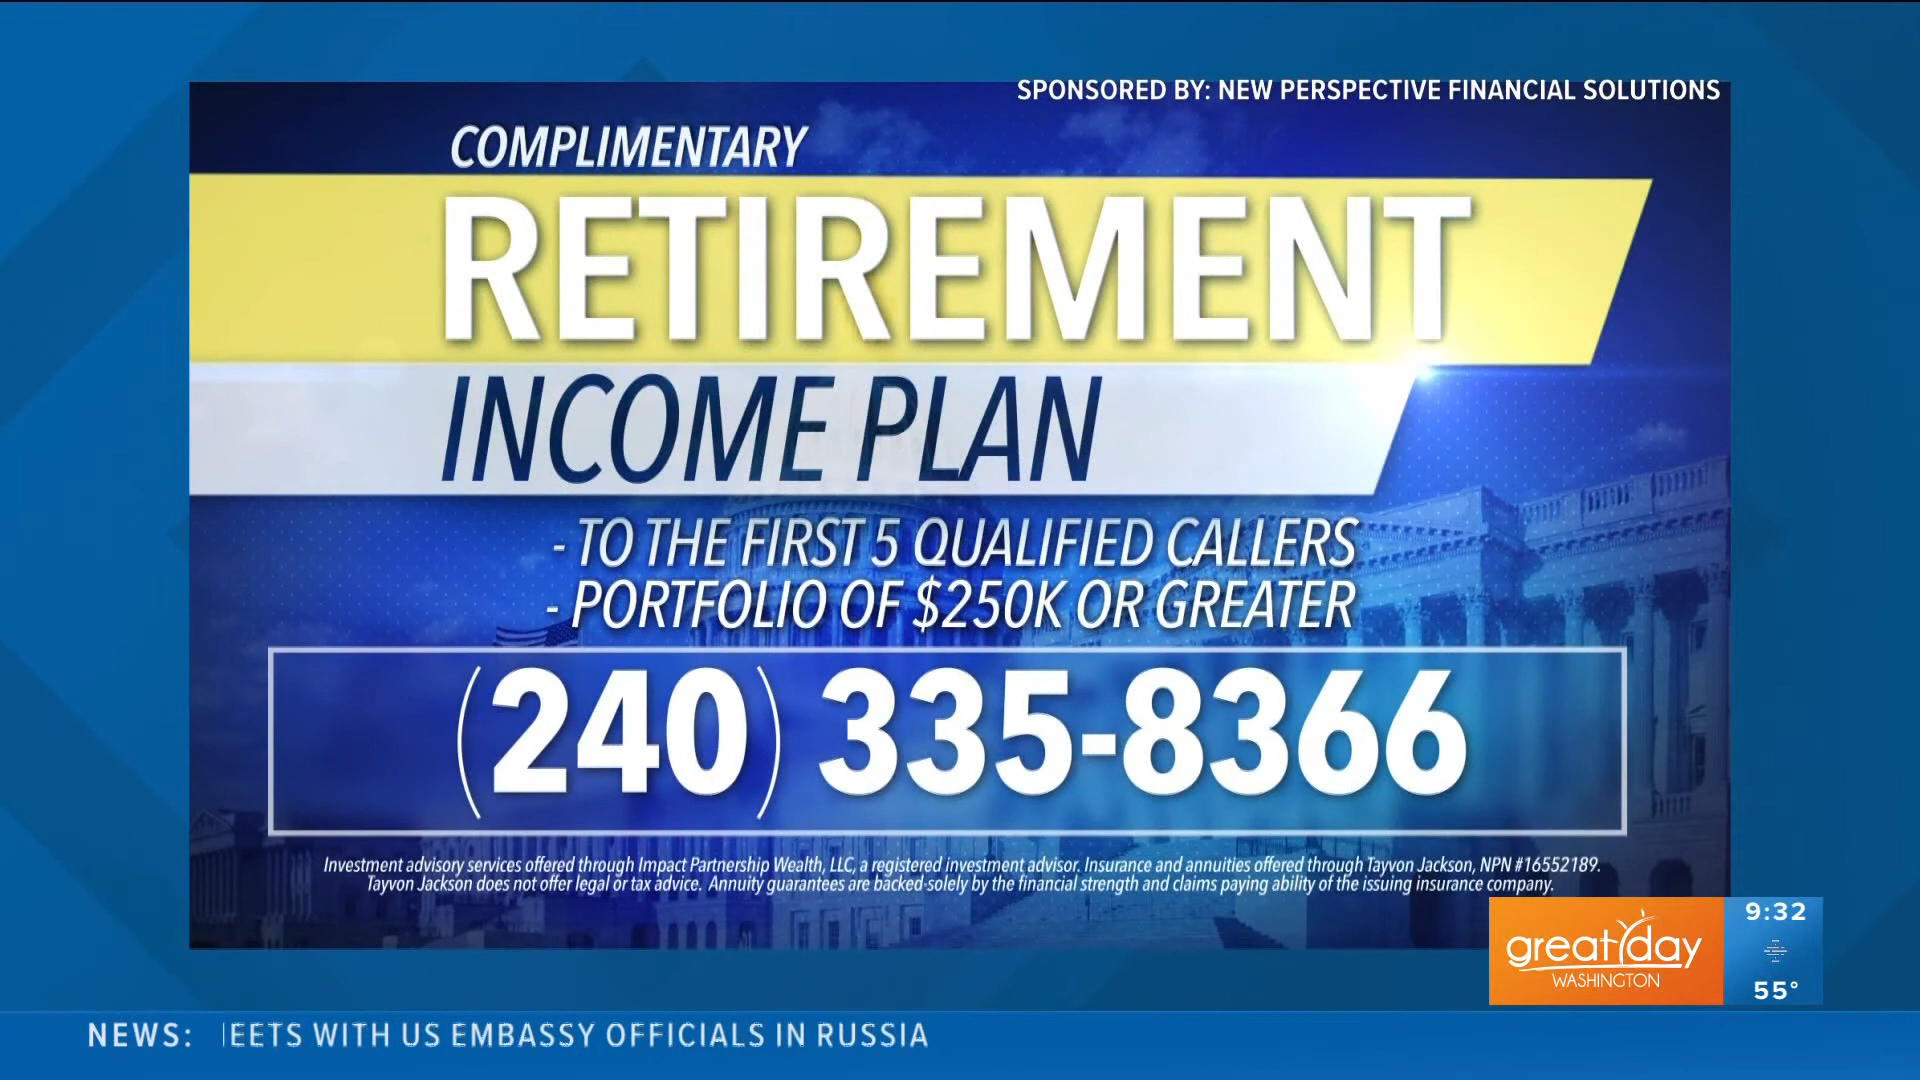 SPONSORED BY: NEW PERSPECTIVE FINANCIAL SOLUTIONS
COMPLIMENTARY
RETIREMENT
INCOME PLAN
- TO THE FIRST 5 QUALIFIED CALLERS
- PORTFOLIO OF $250K OR GREATER
(240) 335-8366
Investment advisory services offered through Impact Partnership Wealth, LLC, a registered investment advisor. Insurance and annuities offered through Tayvon Jackson, NPN #16552189.
Tayvon Jackson does not offer legal or tax advice. Annuity guarantees are backed solely by the financial strength and claims paying ability of the issuing insurance company.
great day
WASHINGTON
9:32
55°
NEWS: EETS WITH US EMBASSY OFFICIALS IN RUSSIA